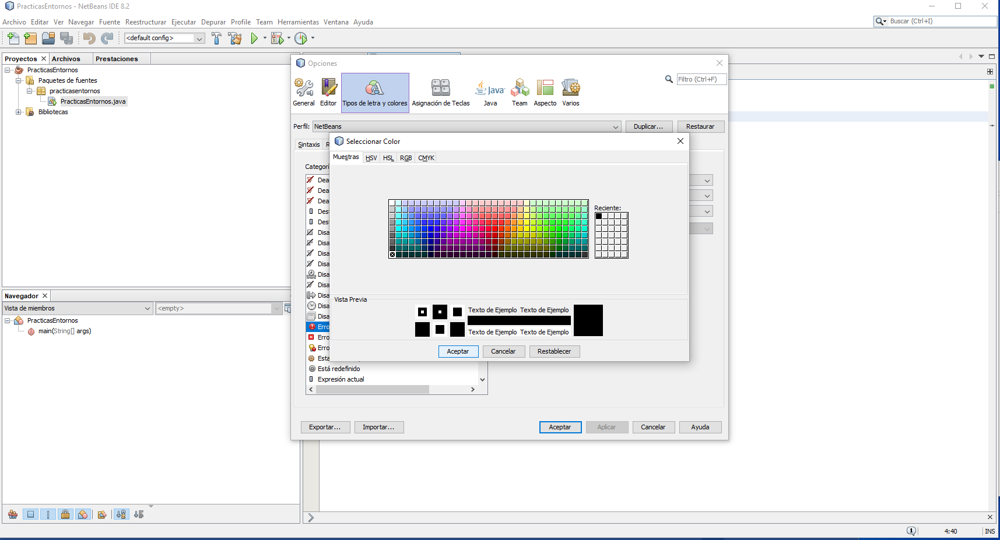 PracticasEntornos - NetBeans IDE 8.2
Archivo Editar Ver Navegar Fuente Reestructurar Ejecutar Depurar Profile Team Herramientas Ventana Ayuda
Buscar (Ctrl+I)
<default config>
Proyectos Archivos Prestaciones
PracticasEntornos
Paquetes de fuentes
practicasentornos
PracticasEntornos.java
Bibliotecas
Navegador
Vista de miembros
<empty>
PracticasEntornos
main(String[] args)
Opciones
Filtro (Ctrl+F)
General Editor Tipos de letra y colores Asignación de Teclas Java Team Aspecto Varios
Perfil: NetBeans Duplicar... Restaurar
Sintaxis R
Categorí
Dea
Dea
Dea
Des
Des
Disa
Disa
Disa
Disa
Disa
Disa
Disa
Disa
Disa
Erro
Erro
Erro
Esta
Está redefinido
Expresión actual
Seleccionar Color
Muestras HSV HSL RGB CMYK
Reciente:
Vista Previa
Texto de Ejemplo Texto de Ejemplo
Texto de Ejemplo Texto de Ejemplo
Aceptar Cancelar Restablecer
Exportar... Importar... Aceptar Aplicar Cancelar Ayuda
1 4:40 INS